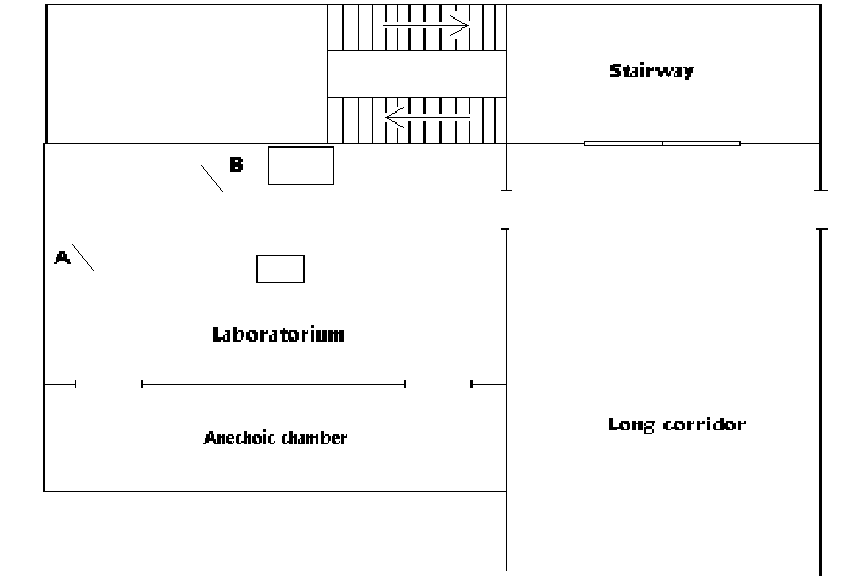 Stairway
B
A
Laboratorium
Long corridor
Anechoic chamber